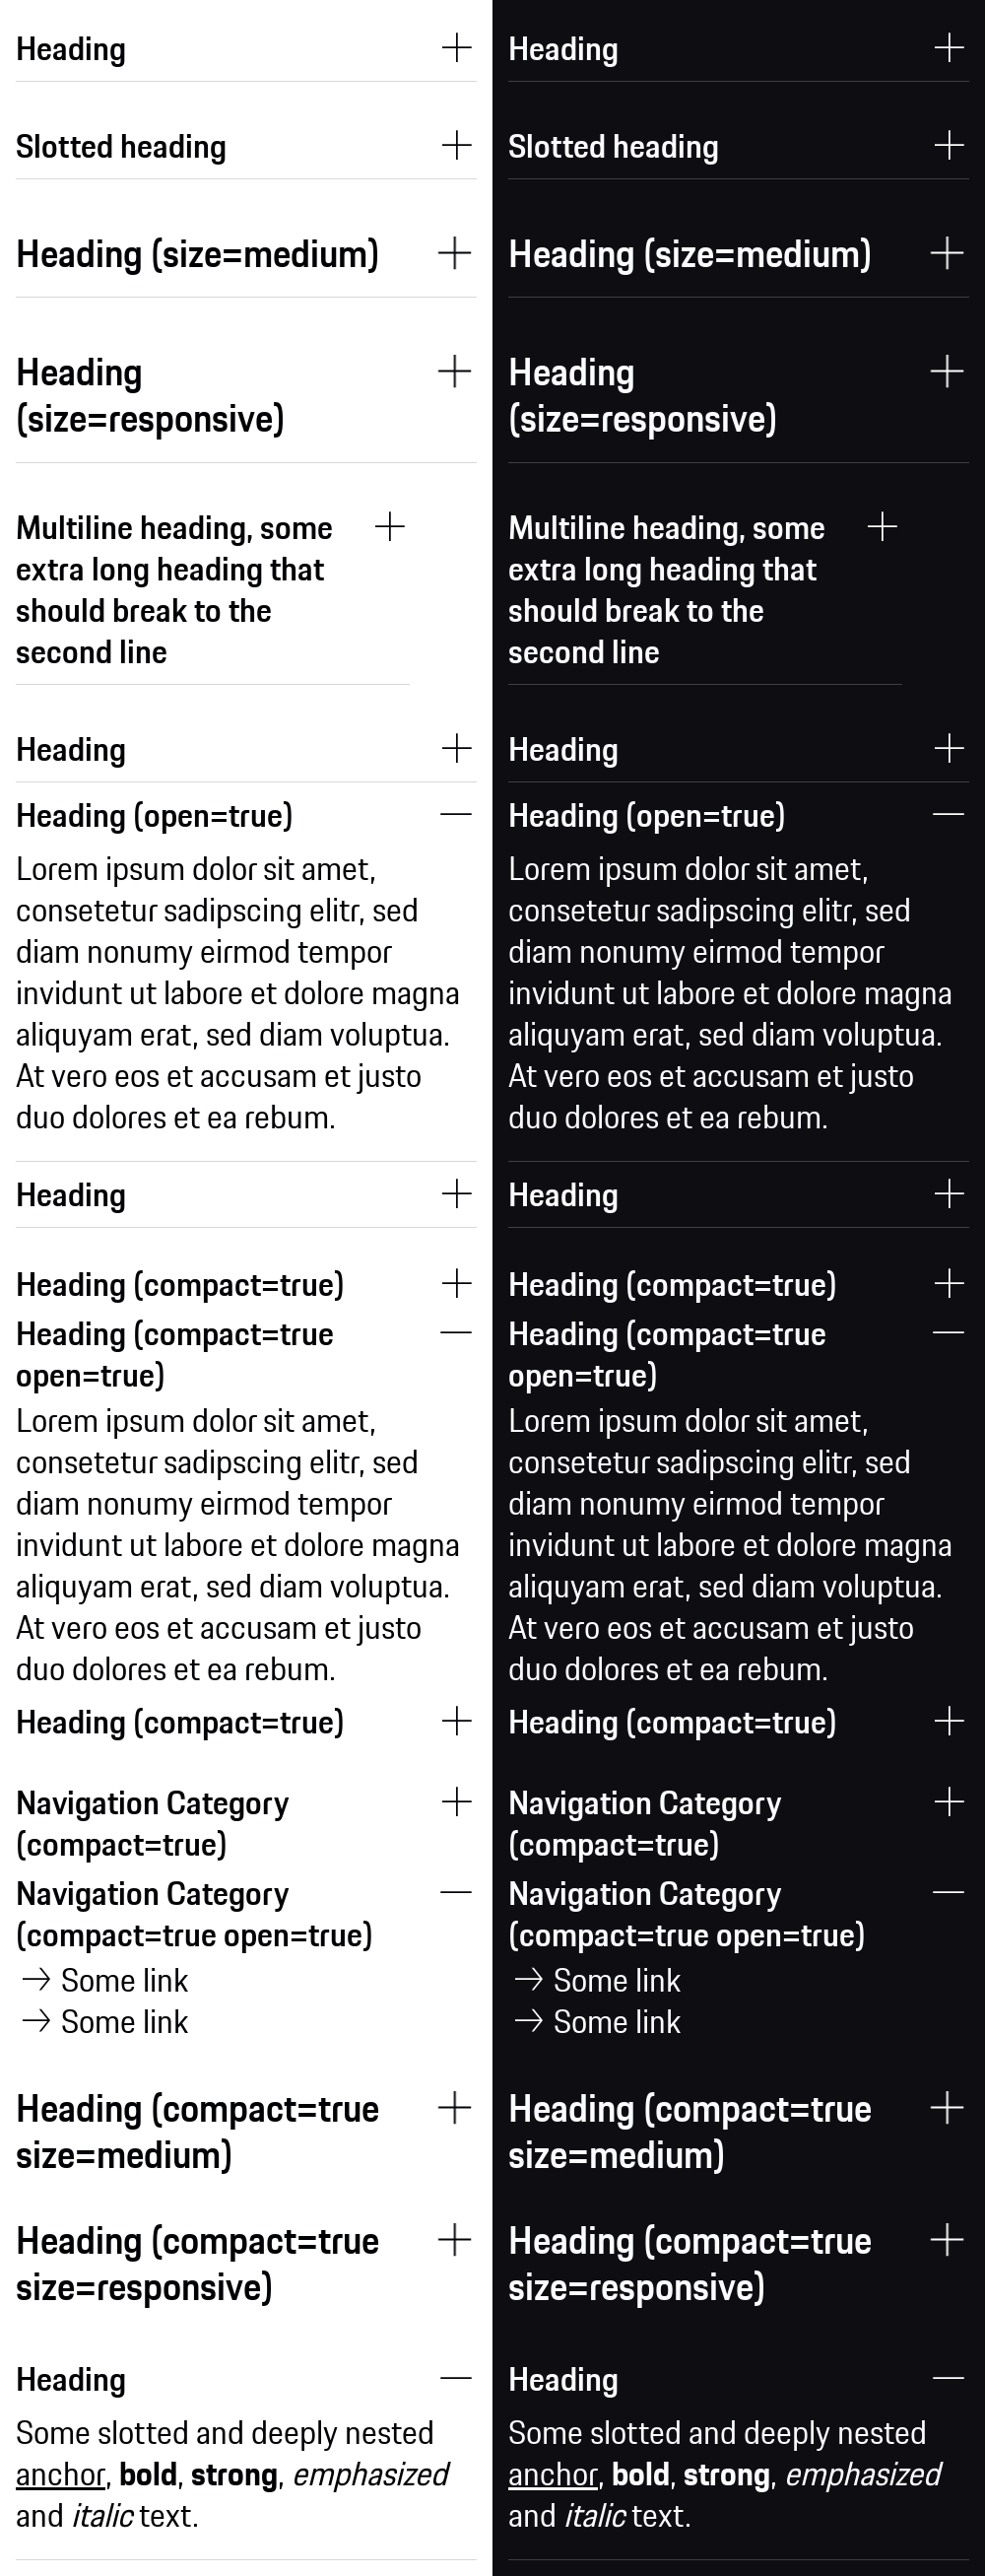 Heading
Slotted heading
Heading (size=medium)
Heading
(size=responsive)
Multiline heading, some
extra long heading that
should break to the
second line
Heading
Heading (open=true)
Lorem ipsum dolor sit amet,
consetetur sadipscing elitr, sed
diam nonumy eirmod tempor
invidunt ut labore et dolore magna
aliquyam erat, sed diam voluptua.
At vero eos et accusam et justo
duo dolores et ea rebum.
Heading
Heading (compact=true)
Heading (compact=true
open=true)
Lorem ipsum dolor sit amet,
consetetur sadipscing elitr, sed
diam nonumy eirmod tempor
invidunt ut labore et dolore magna
aliquyam erat, sed diam voluptua.
At vero eos et accusam et justo
duo dolores et ea rebum.
Heading (compact=true)
Navigation Category
(compact=true)
Navigation Category
(compact=true open=true)
Some link
Some link
Heading (compact=true
size=medium)
Heading (compact=true
size=responsive)
Heading
Some slotted and deeply nested
anchor, bold, strong, emphasized
and italic text.
Heading
Slotted heading
Heading (size=medium)
Heading
(size=responsive)
Multiline heading, some
extra long heading that
should break to the
second line
Heading
Heading (open=true)
Lorem ipsum dolor sit amet,
consetetur sadipscing elitr, sed
diam nonumy eirmod tempor
invidunt ut labore et dolore magna
aliquyam erat, sed diam voluptua.
At vero eos et accusam et justo
duo dolores et ea rebum.
Heading
Heading (compact=true)
Heading (compact=true
open=true)
Lorem ipsum dolor sit amet,
consetetur sadipscing elitr, sed
diam nonumy eirmod tempor
invidunt ut labore et dolore magna
aliquyam erat, sed diam voluptua.
At vero eos et accusam et justo
duo dolores et ea rebum.
Heading (compact=true)
Navigation Category
(compact=true)
Navigation Category
(compact=true open=true)
Some link
Some link
Heading (compact=true
size=medium)
Heading (compact=true
size=responsive)
Heading
Some slotted and deeply nested
anchor, bold, strong, emphasized
and italic text.